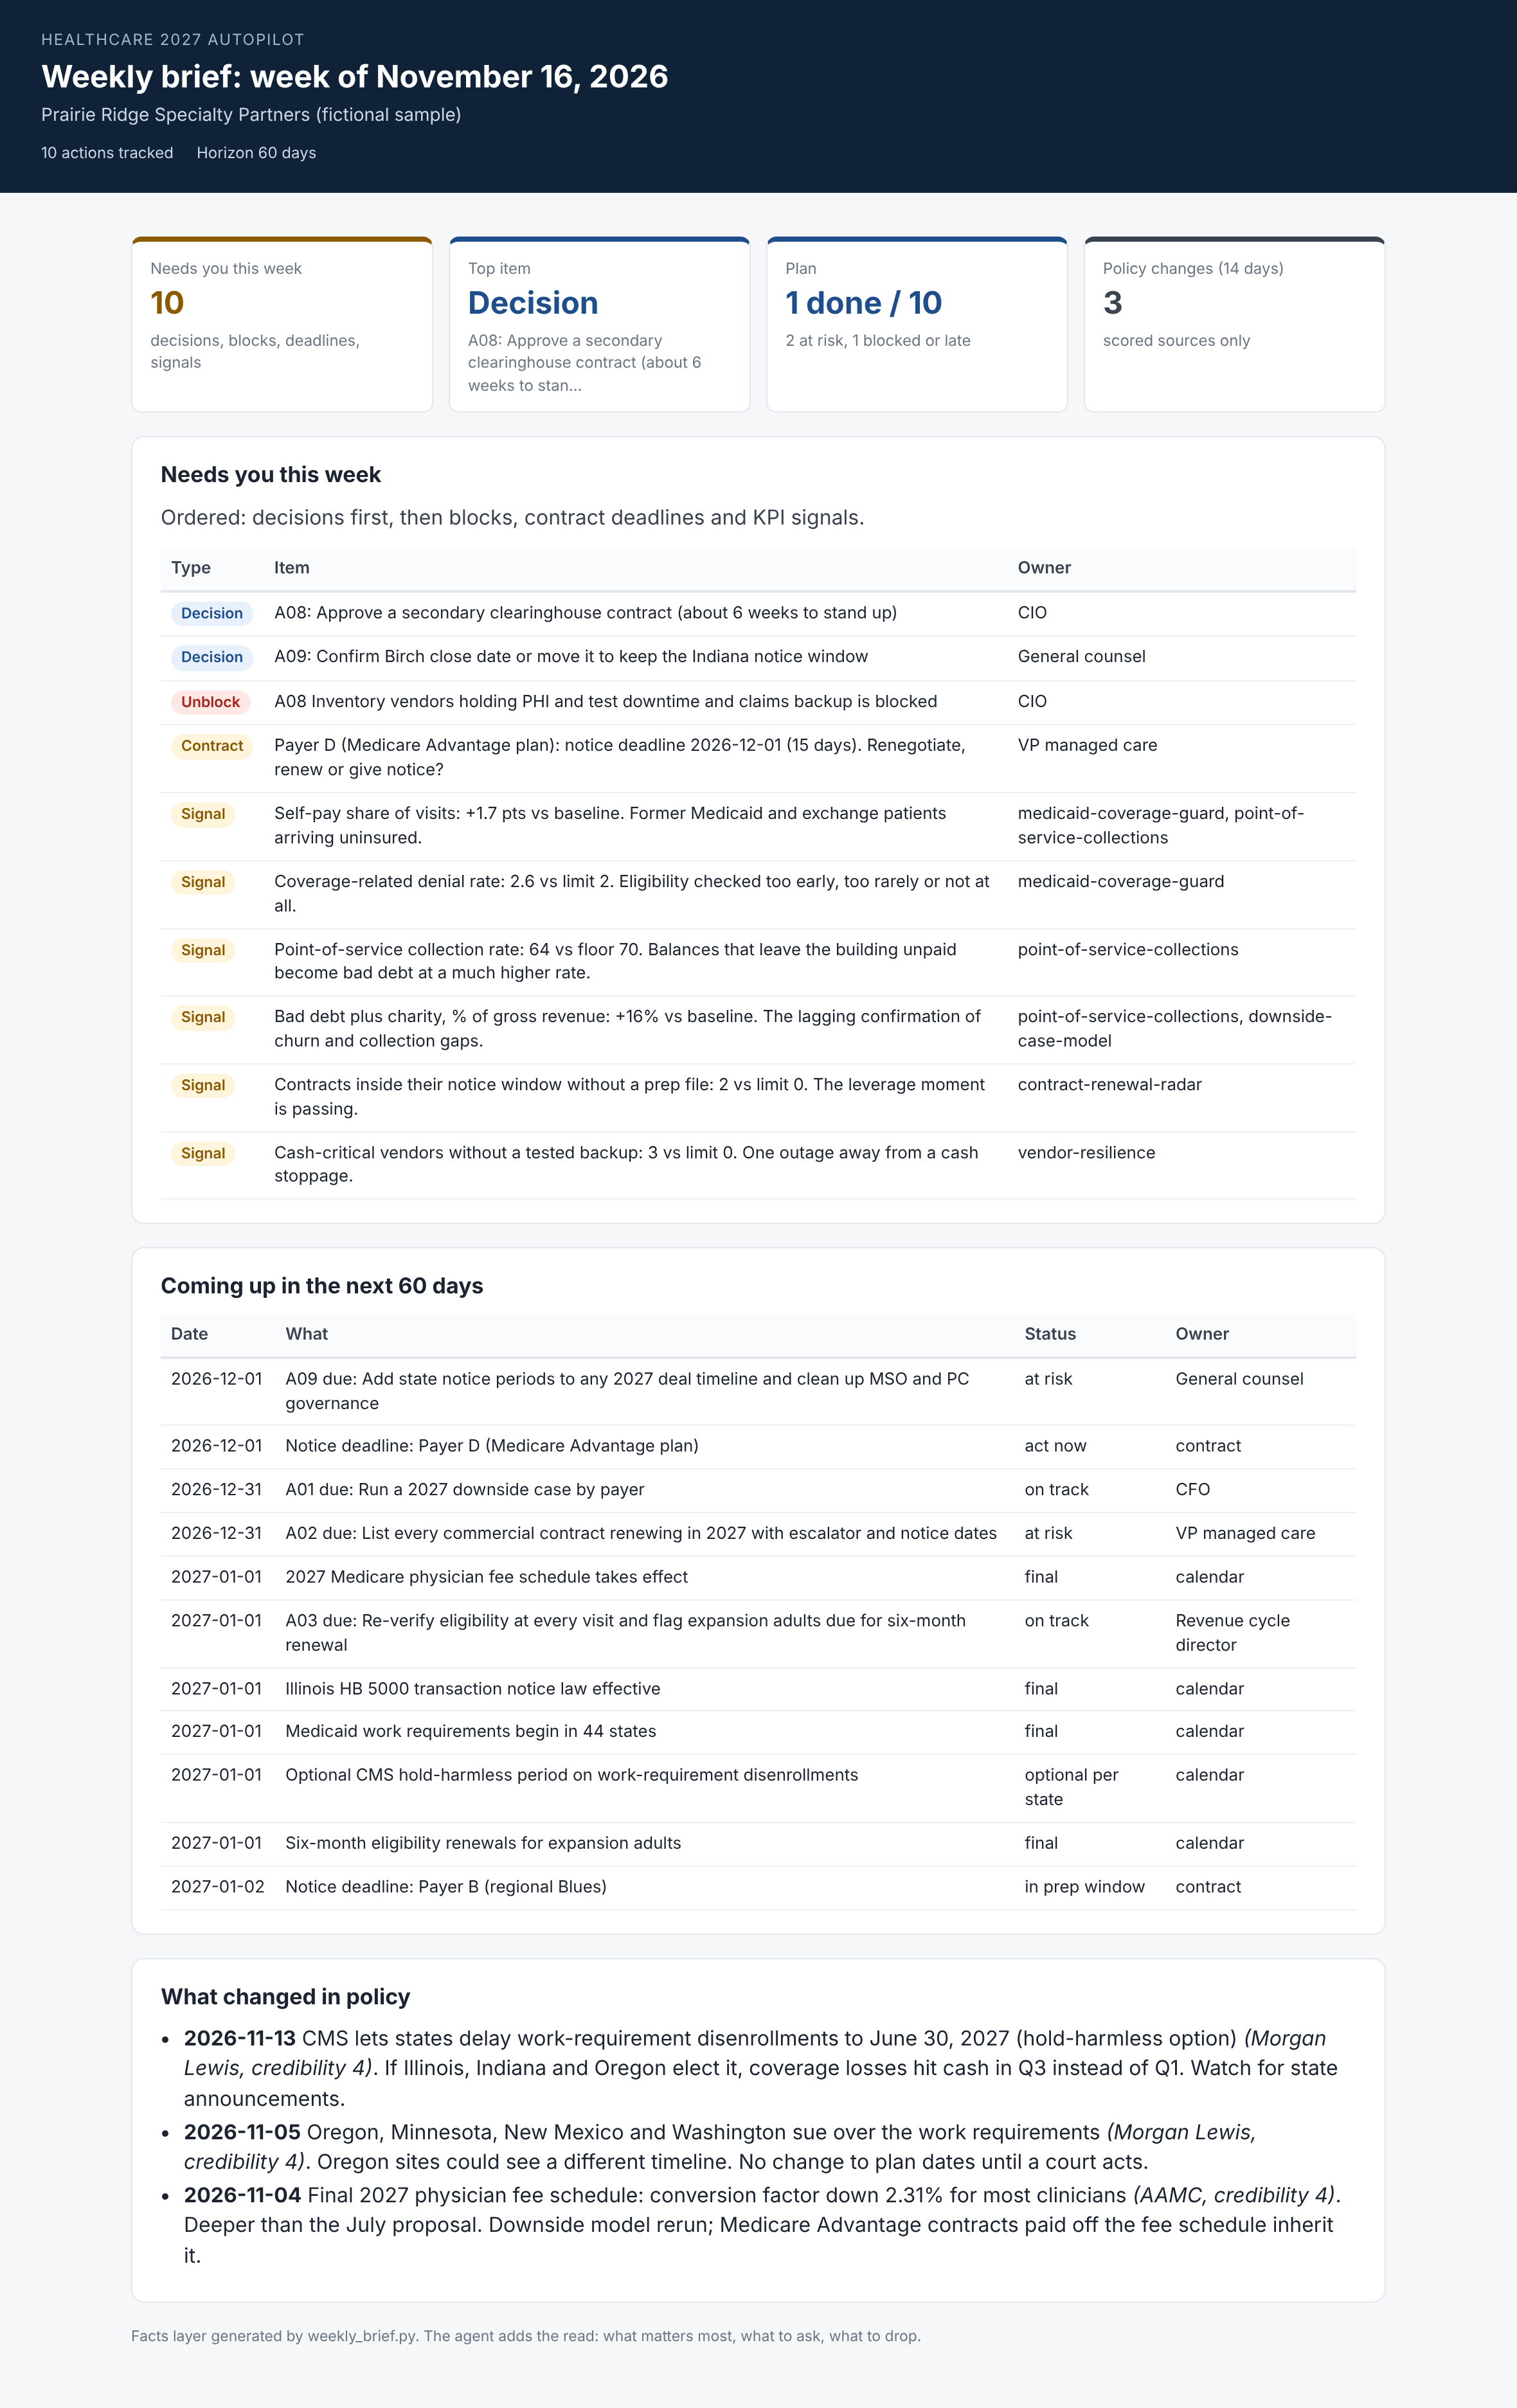 HEALTHCARE 2027 AUTOPILOT
Weekly brief: week of November 16, 2026
Prairie Ridge Specialty Partners (fictional sample)
10 actions tracked Horizon 60 days
Needs you this week
10
decisions, blocks, deadlines,
signals
Top item
Decision
A08: Approve a secondary
clearinghouse contract (about 6
weeks to stan...
Plan
1 done / 10
2 at risk, 1 blocked or late
Policy changes (14 days)
3
scored sources only
Needs you this week
Ordered: decisions first, then blocks, contract deadlines and KPI signals.
Type Item Owner
Decision A08: Approve a secondary clearinghouse contract (about 6 weeks to stand up) CIO
Decision A09: Confirm Birch close date or move it to keep the Indiana notice window General counsel
Unblock A08 Inventory vendors holding PHI and test downtime and claims backup is blocked CIO
Contract Payer D (Medicare Advantage plan): notice deadline 2026-12-01 (15 days). Renegotiate, VP managed care
renew or give notice?
Signal Self-pay share of visits: +1.7 pts vs baseline. Former Medicaid and exchange patients medicaid-coverage-guard, point-of-
arriving uninsured. service-collections
Signal Coverage-related denial rate: 2.6 vs limit 2. Eligibility checked too early, too rarely or not at medicaid-coverage-guard
all.
Signal Point-of-service collection rate: 64 vs floor 70. Balances that leave the building unpaid point-of-service-collections
become bad debt at a much higher rate.
Signal Bad debt plus charity, % of gross revenue: +16% vs baseline. The lagging confirmation of point-of-service-collections, downside-
churn and collection gaps. case-model
Signal Contracts inside their notice window without a prep file: 2 vs limit 0. The leverage moment contract-renewal-radar
is passing.
Signal Cash-critical vendors without a tested backup: 3 vs limit 0. One outage away from a cash vendor-resilience
stoppage.
Coming up in the next 60 days
Date What Status Owner
2026-12-01 A09 due: Add state notice periods to any 2027 deal timeline and clean up MSO and PC at risk General counsel
governance
2026-12-01 Notice deadline: Payer D (Medicare Advantage plan) act now contract
2026-12-31 A01 due: Run a 2027 downside case by payer on track CFO
2026-12-31 A02 due: List every commercial contract renewing in 2027 with escalator and notice dates at risk VP managed care
2027-01-01 2027 Medicare physician fee schedule takes effect final calendar
2027-01-01 A03 due: Re-verify eligibility at every visit and flag expansion adults due for six-month on track Revenue cycle
renewal director
2027-01-01 Illinois HB 5000 transaction notice law effective final calendar
2027-01-01 Medicaid work requirements begin in 44 states final calendar
2027-01-01 Optional CMS hold-harmless period on work-requirement disenrollments optional per calendar
state
2027-01-01 Six-month eligibility renewals for expansion adults final calendar
2027-01-02 Notice deadline: Payer B (regional Blues) in prep window contract
What changed in policy
• 2026-11-13 CMS lets states delay work-requirement disenrollments to June 30, 2027 (hold-harmless option) (Morgan
Lewis, credibility 4). If Illinois, Indiana and Oregon elect it, coverage losses hit cash in Q3 instead of Q1. Watch for state
announcements.
• 2026-11-05 Oregon, Minnesota, New Mexico and Washington sue over the work requirements (Morgan Lewis,
credibility 4). Oregon sites could see a different timeline. No change to plan dates until a court acts.
• 2026-11-04 Final 2027 physician fee schedule: conversion factor down 2.31% for most clinicians (AAMC, credibility 4).
Deeper than the July proposal. Downside model rerun; Medicare Advantage contracts paid off the fee schedule inherit
it.
Facts layer generated by weekly_brief.py. The agent adds the read: what matters most, what to ask, what to drop.